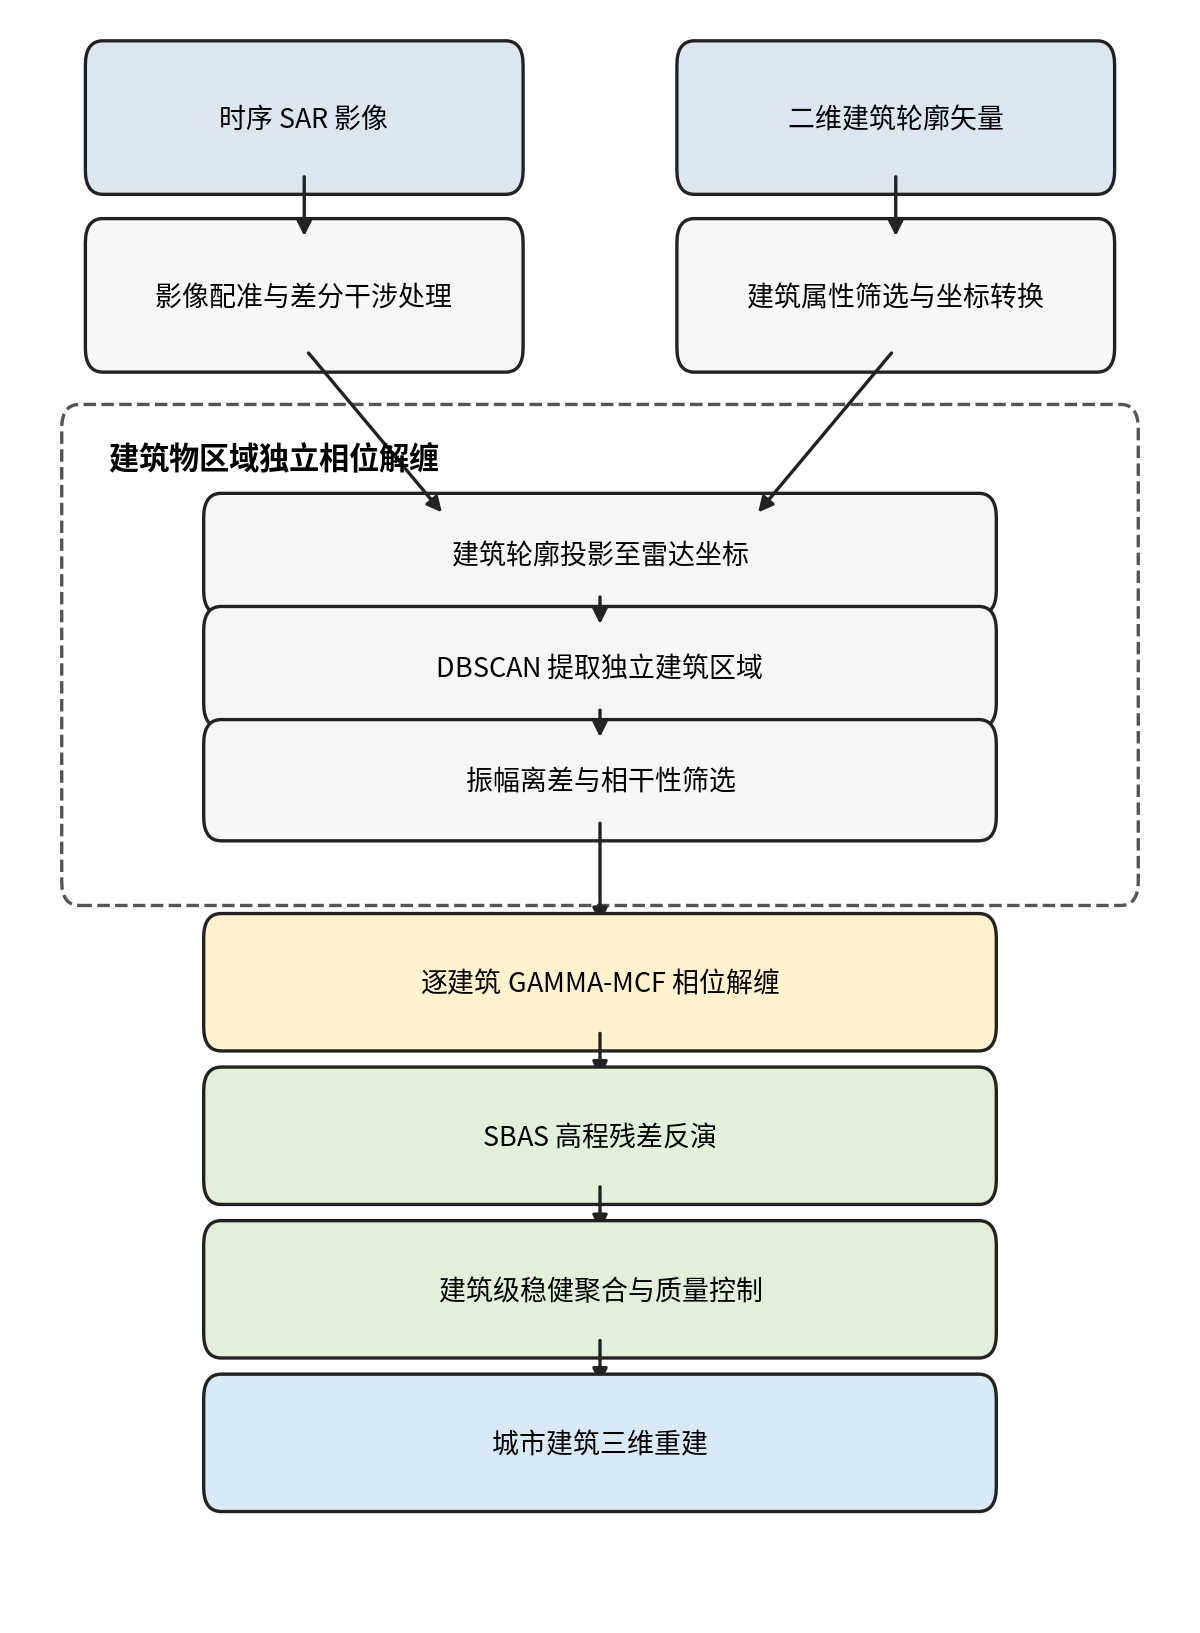 时序 SAR 影像
二维建筑轮廓矢量
影像配准与差分干涉处理
建筑属性筛选与坐标转换
建筑物区域独立相位解缠
建筑轮廓投影至雷达坐标
DBSCAN 提取独立建筑区域
振幅离差与相干性筛选
逐建筑 GAMMA-MCF 相位解缠
SBAS 高程残差反演
建筑级稳健聚合与质量控制
城市建筑三维重建